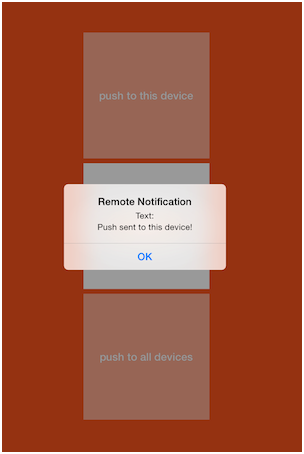 push to this device
Remote Notification
Text:
Push sent to this device!
OK
push to all devices